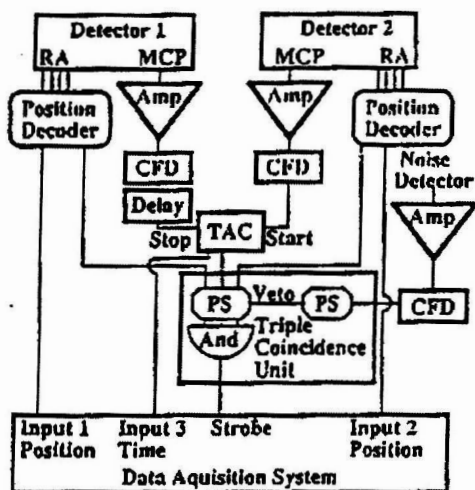 Detector 1
RA MCP
Detector 2
MCP RA
Position
Decoder
Amp
Amp
Position
Decoder
Noise
Detector
CFD
CFD
Delay
Amp
Stop
TAC
Start
PS
Veto
PS
CFD
And
Triple
Coincidence
Unit
Input 1
Position
Input 3
Time
Strobe
Input 2
Position
Data Aquisition System